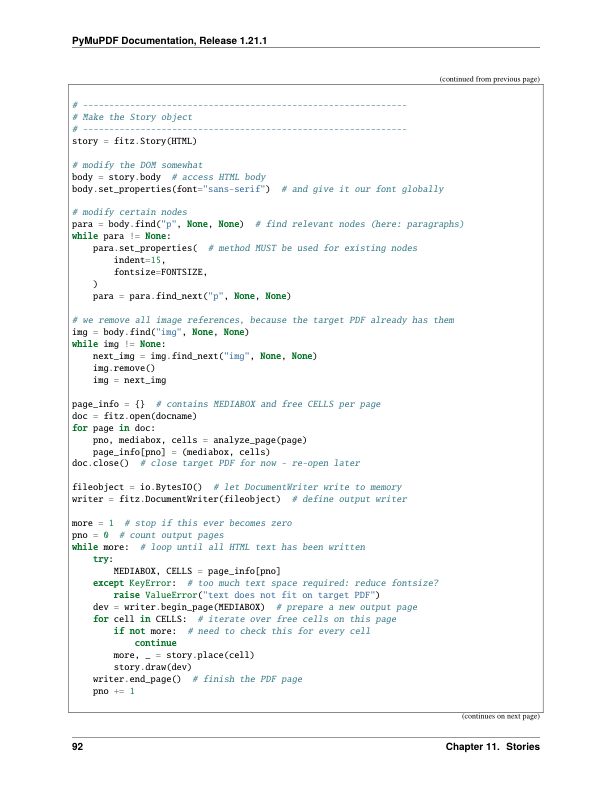 PyMuPDF Documentation, Release 1.21.1
(continued from previous page)
# --------------------------------------------------------------
# Make the Story object
# --------------------------------------------------------------
story = fitz.Story(HTML)

# modify the DOM somewhat
body = story.body  # access HTML body
body.set_properties(font="sans-serif")  # and give it our font globally

# modify certain nodes
para = body.find("p", None, None)  # find relevant nodes (here: paragraphs)
while para != None:
    para.set_properties(  # method MUST be used for existing nodes
        indent=15,
        fontsize=FONTSIZE,
    )
    para = para.find_next("p", None, None)

# we remove all image references, because the target PDF already has them
img = body.find("img", None, None)
while img != None:
    next_img = img.find_next("img", None, None)
    img.remove()
    img = next_img

page_info = {}  # contains MEDIABOX and free CELLS per page
doc = fitz.open(docname)
for page in doc:
    pno, mediabox, cells = analyze_page(page)
    page_info[pno] = (mediabox, cells)
doc.close()  # close target PDF for now - re-open later

fileobject = io.BytesIO()  # let DocumentWriter write to memory
writer = fitz.DocumentWriter(fileobject)  # define output writer

more = 1  # stop if this ever becomes zero
pno = 0  # count output pages
while more:  # loop until all HTML text has been written
    try:
        MEDIABOX, CELLS = page_info[pno]
    except KeyError:  # too much text space required: reduce fontsize?
        raise ValueError("text does not fit on target PDF")
    dev = writer.begin_page(MEDIABOX)  # prepare a new output page
    for cell in CELLS:  # iterate over free cells on this page
        if not more:  # need to check this for every cell
            continue
        more, _ = story.place(cell)
        story.draw(dev)
    writer.end_page()  # finish the PDF page
    pno += 1
(continues on next page)
92 Chapter 11. Stories